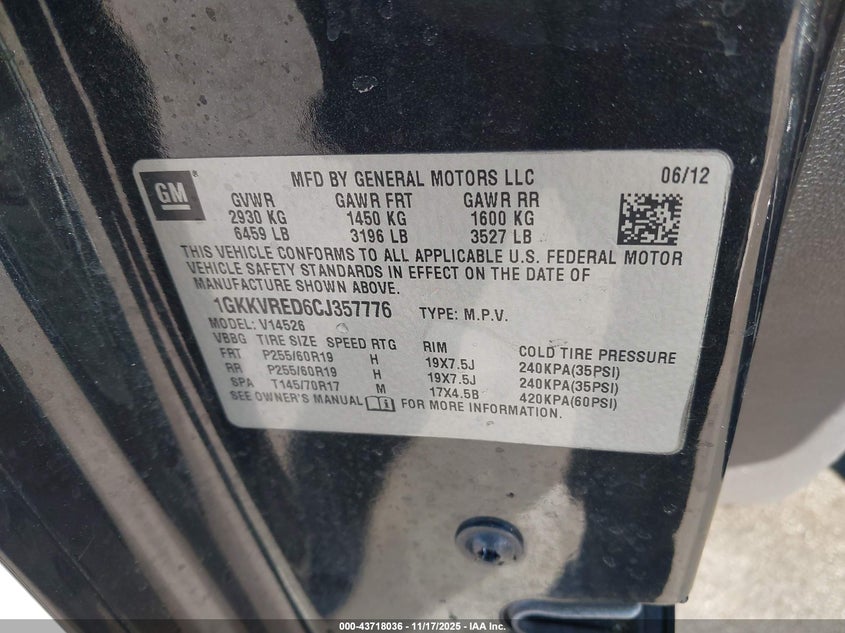 GM
MFD BY GENERAL MOTORS LLC 06/12
GVWR GAWR FRT GAWR RR
2930 KG 1450 KG 1600 KG
6459 LB 3196 LB 3527 LB
THIS VEHICLE CONFORMS TO ALL APPLICABLE U.S. FEDERAL MOTOR
VEHICLE SAFETY STANDARDS IN EFFECT ON THE DATE OF
MANUFACTURE SHOWN ABOVE.
1GKKVRED6CJ357776 TYPE: M.P.V.
MODEL: V14526
VBBG TIRE SIZE SPEED RTG RIM COLD TIRE PRESSURE
FRT P255/60R19 H 19X7.5J 240KPA(35PSI)
RR P255/60R19 H 19X7.5J 240KPA(35PSI)
SPA T145/70R17 M 17X4.5B 420KPA(60PSI)
SEE OWNER'S MANUAL FOR MORE INFORMATION.
000-43718036 - 11/17/2025 - IAA Inc.